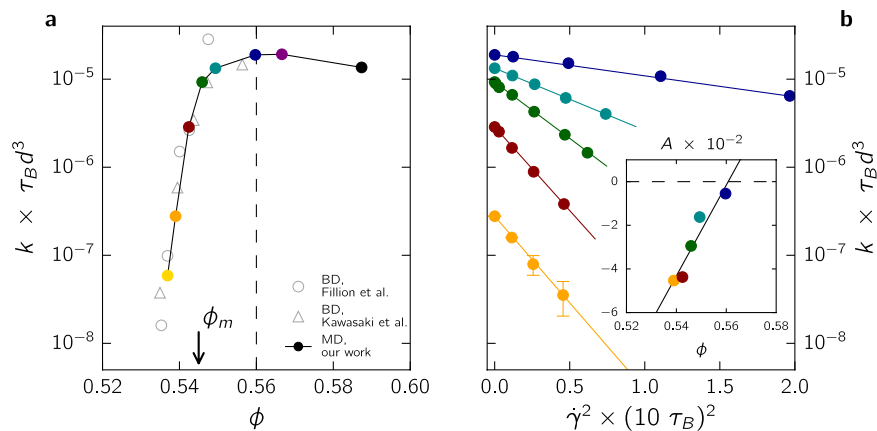 a
k × τ_B d³
10⁻⁵
10⁻⁶
10⁻⁷
10⁻⁸
BD,
Fillion et al.
BD,
Kawasaki et al.
MD,
our work
ϕₘ
0.52 0.54 0.56 0.58 0.60
ϕ
b
10⁻⁵
10⁻⁶
10⁻⁷
10⁻⁸
k × τ_B d³
A × 10⁻²
0
-2
-4
-6
0.52 0.54 0.56 0.58
ϕ
0.0 0.5 1.0 1.5 2.0
γ̇² × (10 τ_B)²